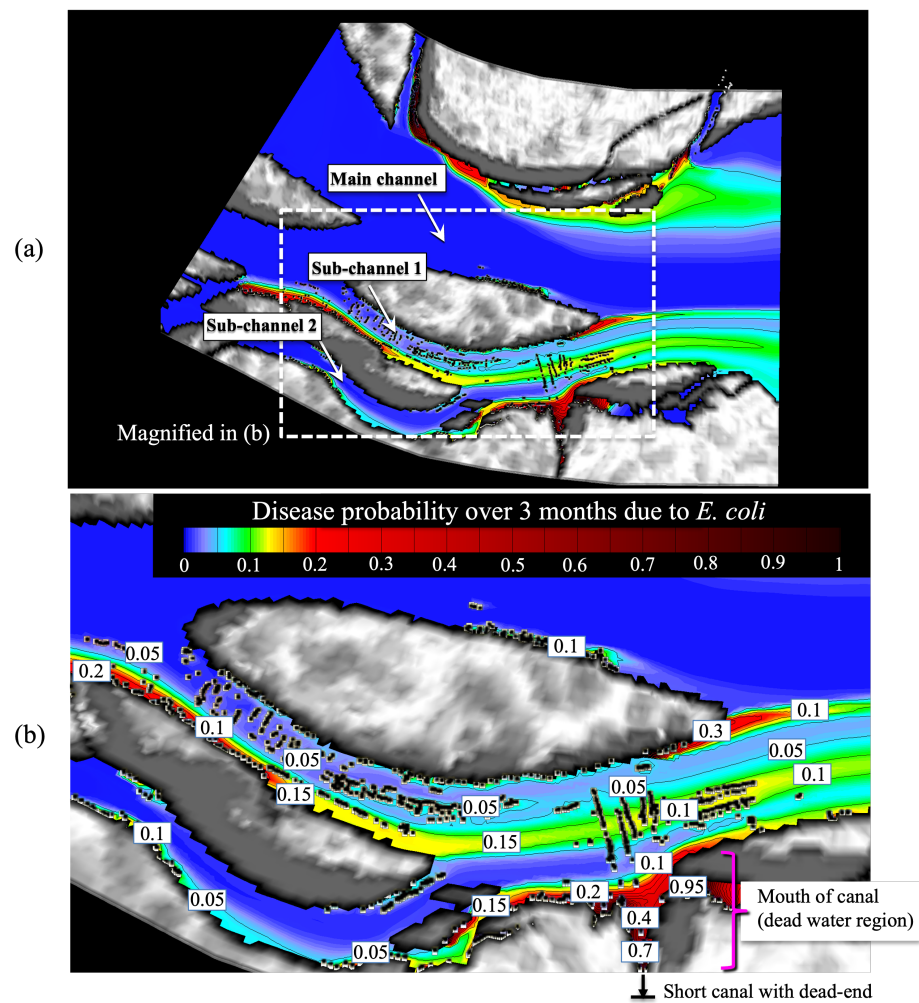 (a)
Main channel
Sub-channel 1
Sub-channel 2
Magnified in (b)
(b)
Disease probability over 3 months due to E. coli
0 0.1 0.2 0.3 0.4 0.5 0.6 0.7 0.8 0.9 1
0.05
0.1
0.2
0.1
0.3
0.1
0.05
0.05
0.05
0.1
0.15
0.05
0.1
0.15
0.1
0.1
0.05
0.15
0.2
0.95
0.4
0.7
0.05
Mouth of canal
(dead water region)
Short canal with dead-end